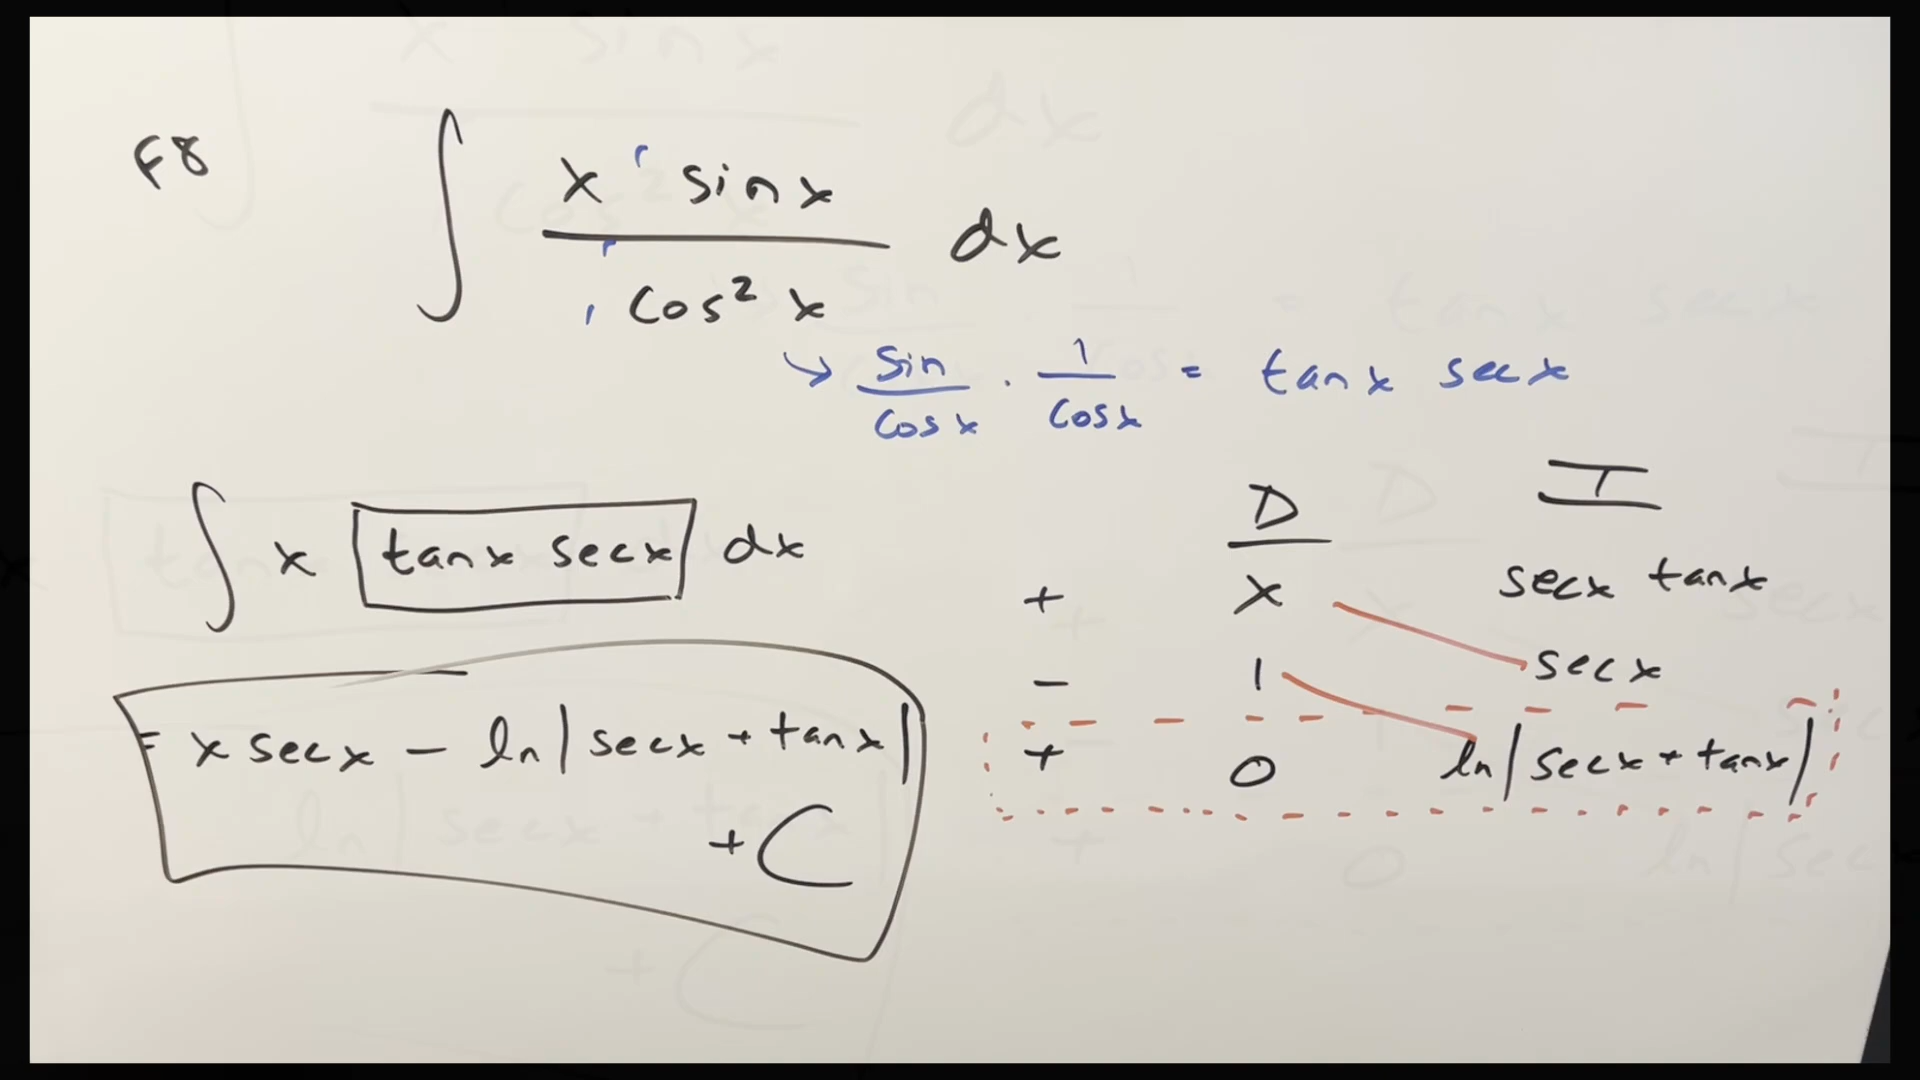 F8
∫ x sin x / cos² x dx
→ sin / cos x · 1 / cos x = tan x sec x
∫ x tan x sec x dx
= x sec x − ln | sec x + tan x |
+ C
D I
+ x sec x tan x
− 1 sec x
+ 0 ln | sec x + tan x |